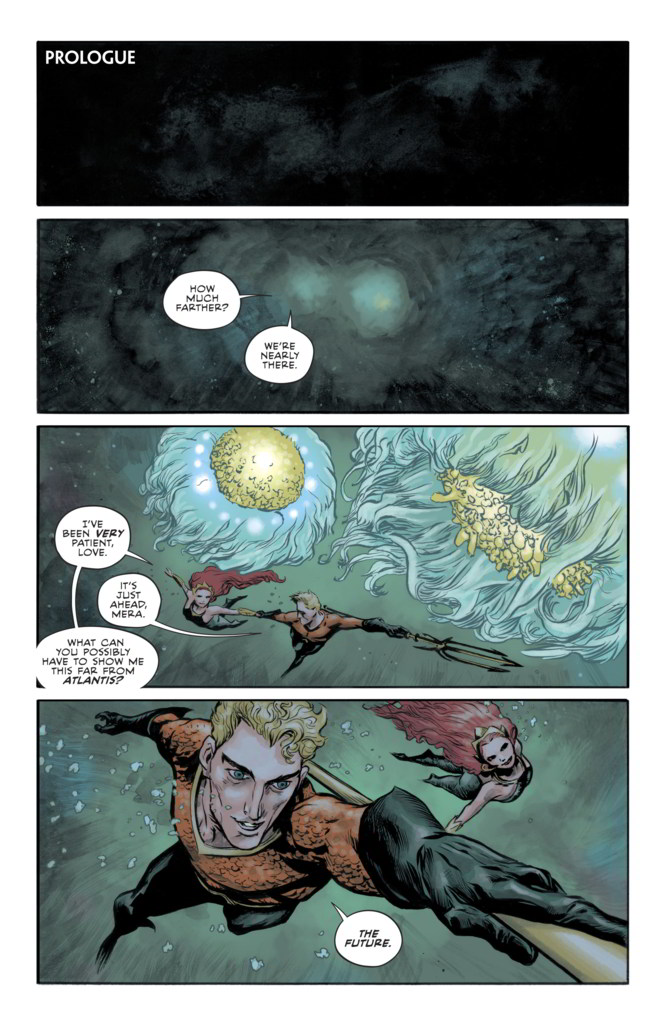 PROLOGUE
HOW
MUCH
FARTHER?
WE'RE
NEARLY
THERE.
I'VE
BEEN VERY
PATIENT,
LOVE.
IT'S
JUST
AHEAD,
MERA.
WHAT CAN
YOU POSSIBLY
HAVE TO SHOW ME
THIS FAR FROM
ATLANTIS?
THE
FUTURE.